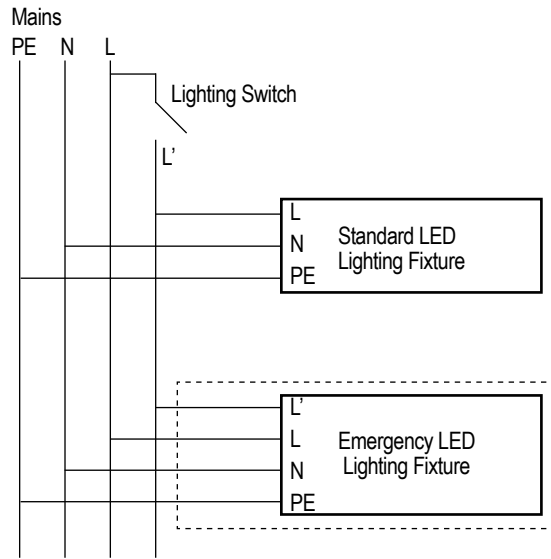 Mains
PE N L
Lighting Switch
L'
L
N
PE
Standard LED
Lighting Fixture
L'
L
N
PE
Emergency LED
Lighting Fixture